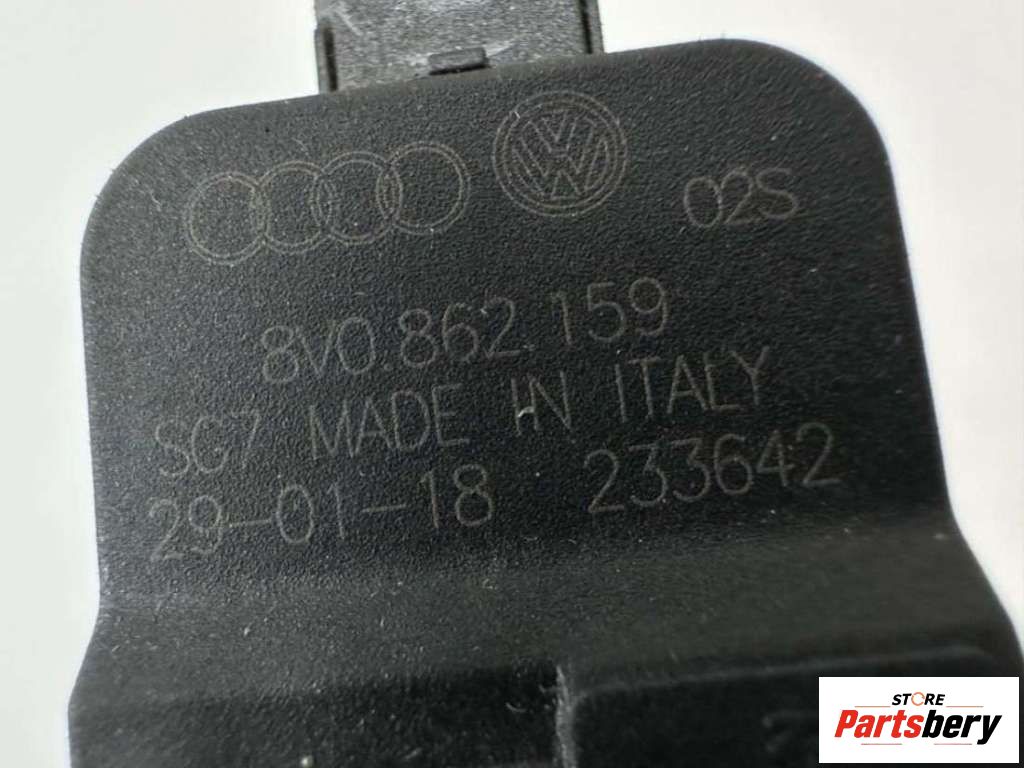 02S
8V0.862 159
SG7 MADE IN ITALY
29-01-18 233642
STORE
Partsbery